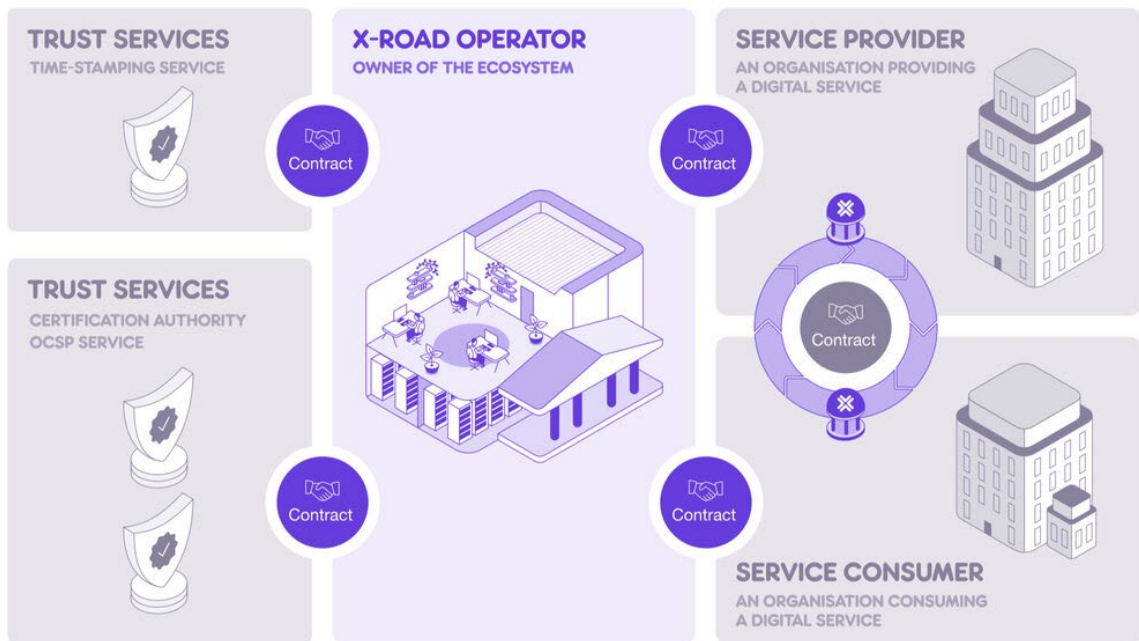 TRUST SERVICES
TIME-STAMPING SERVICE
Contract
X-ROAD OPERATOR
OWNER OF THE ECOSYSTEM
Contract
SERVICE PROVIDER
AN ORGANISATION PROVIDING
A DIGITAL SERVICE
TRUST SERVICES
CERTIFICATION AUTHORITY
OCSP SERVICE
Contract
Contract
Contract
SERVICE CONSUMER
AN ORGANISATION CONSUMING
A DIGITAL SERVICE